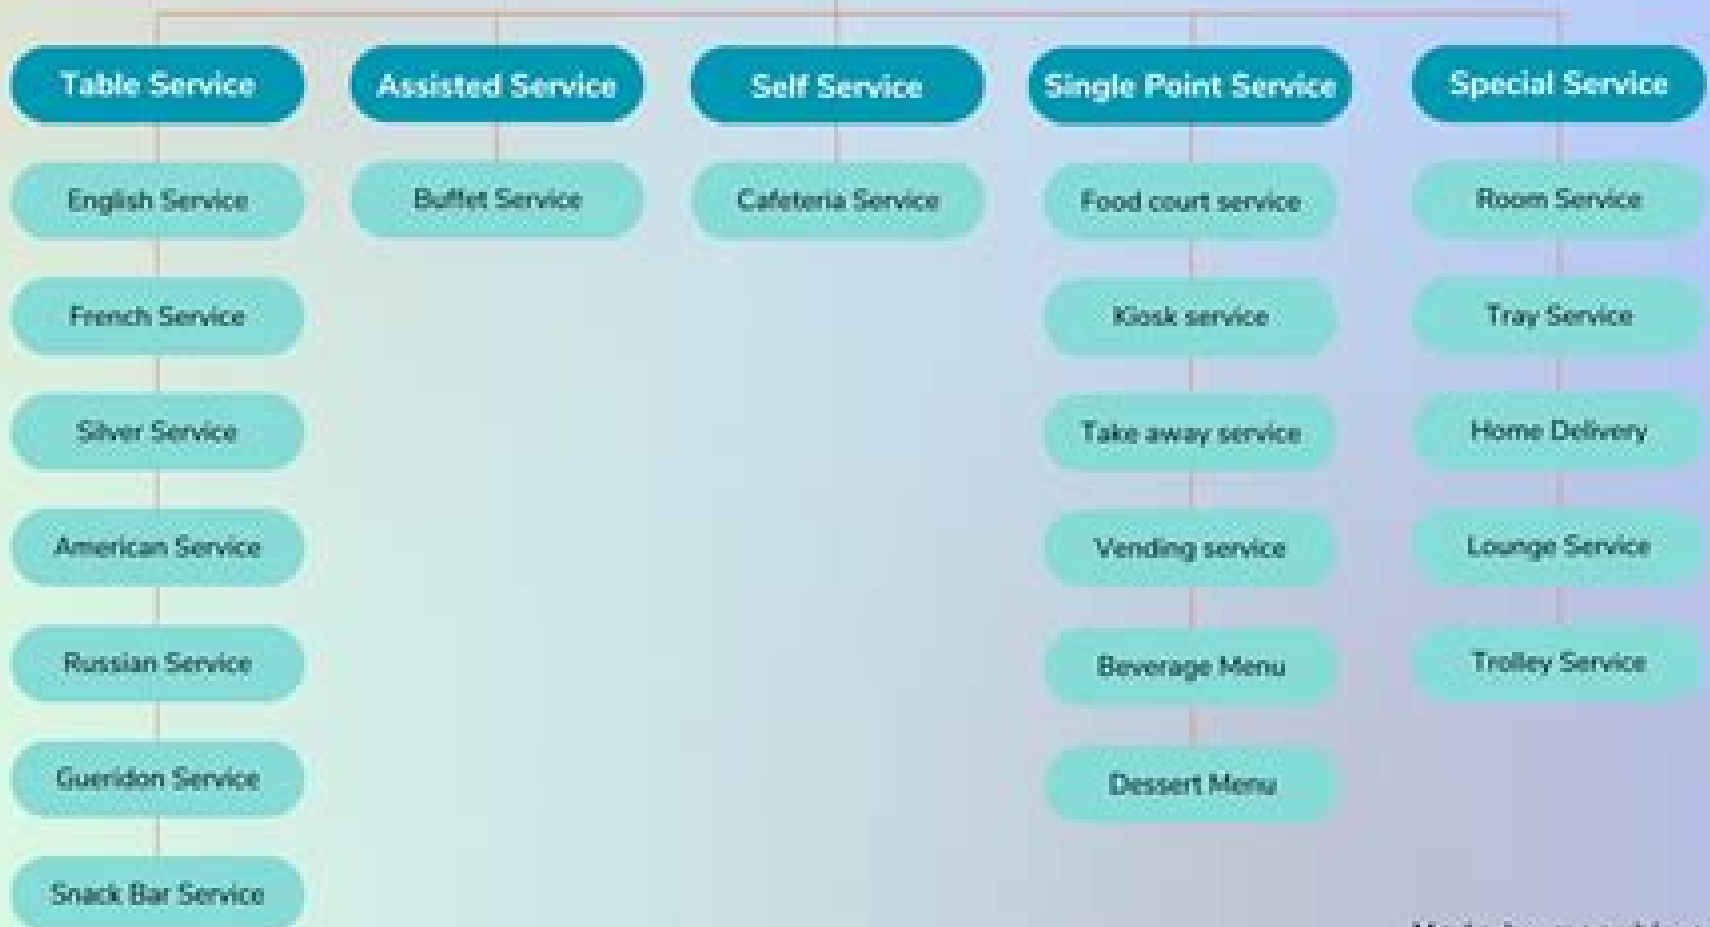 Table Service
Assisted Service
Self Service
Single Point Service
Special Service
English Service
Buffet Service
Cafeteria Service
Food court service
Room Service
French Service
Kiosk service
Tray Service
Silver Service
Take away service
Home Delivery
American Service
Vending service
Lounge Service
Russian Service
Beverage Menu
Trolley Service
Gueridon Service
Dessert Menu
Snack Bar Service